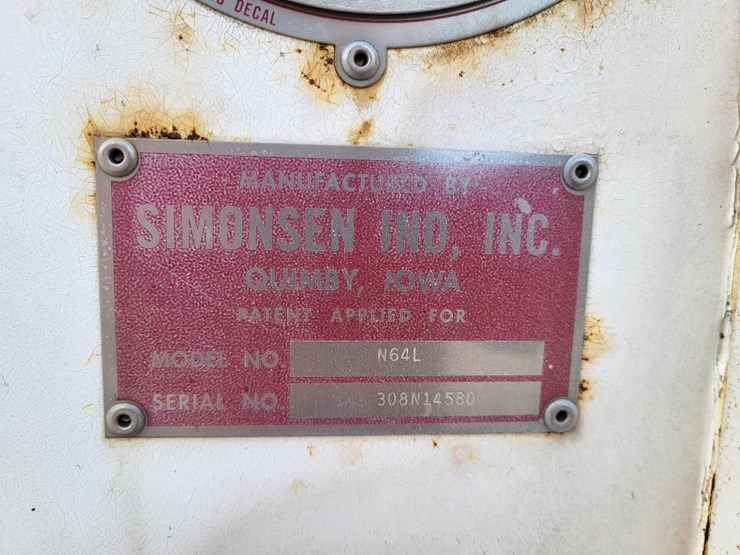 DECAL
MANUFACTURED BY
SIMONSEN IND, INC.
QUIMBY, IOWA
PATENT APPLIED FOR
MODEL NO. N64L
SERIAL NO. 308N14580